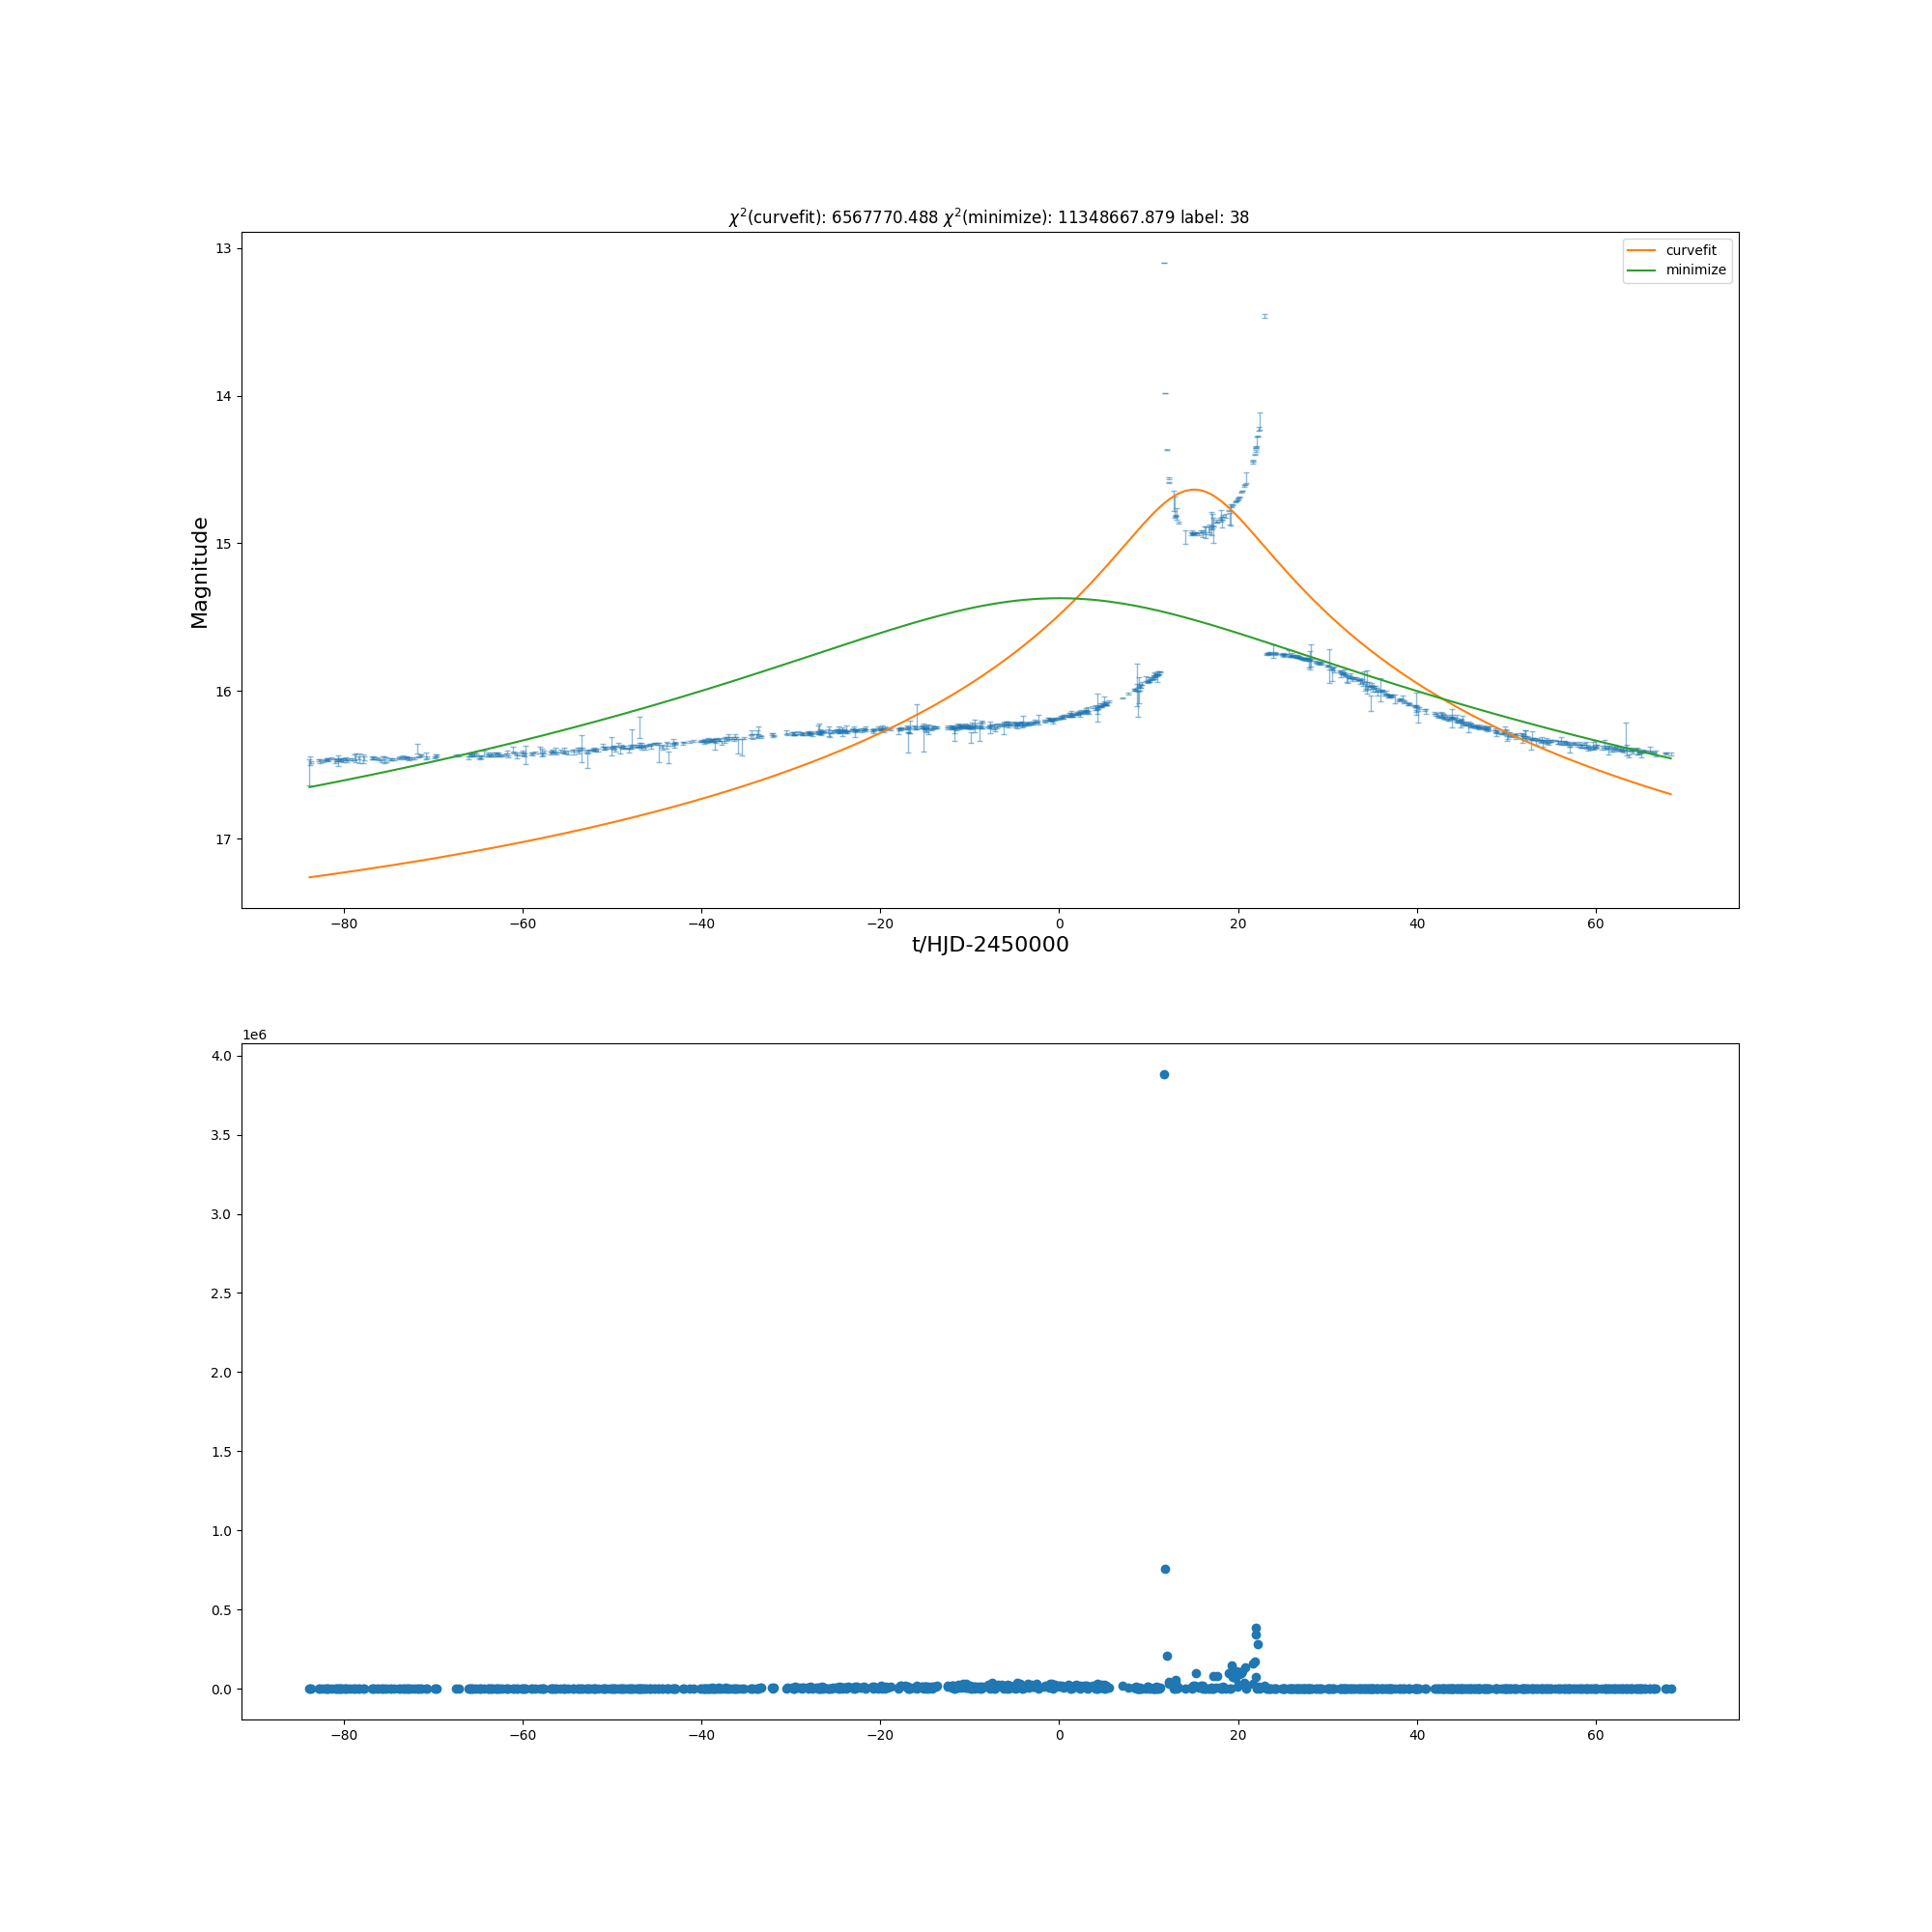 χ²(curvefit): 6567770.488 χ²(minimize): 11348667.879 label: 38
13
14
15
16
17
Magnitude
curvefit
minimize
−80 −60 −40 −20 0 20 40 60
t/HJD-2450000
1e6
4.0
3.5
3.0
2.5
2.0
1.5
1.0
0.5
0.0
−80 −60 −40 −20 0 20 40 60